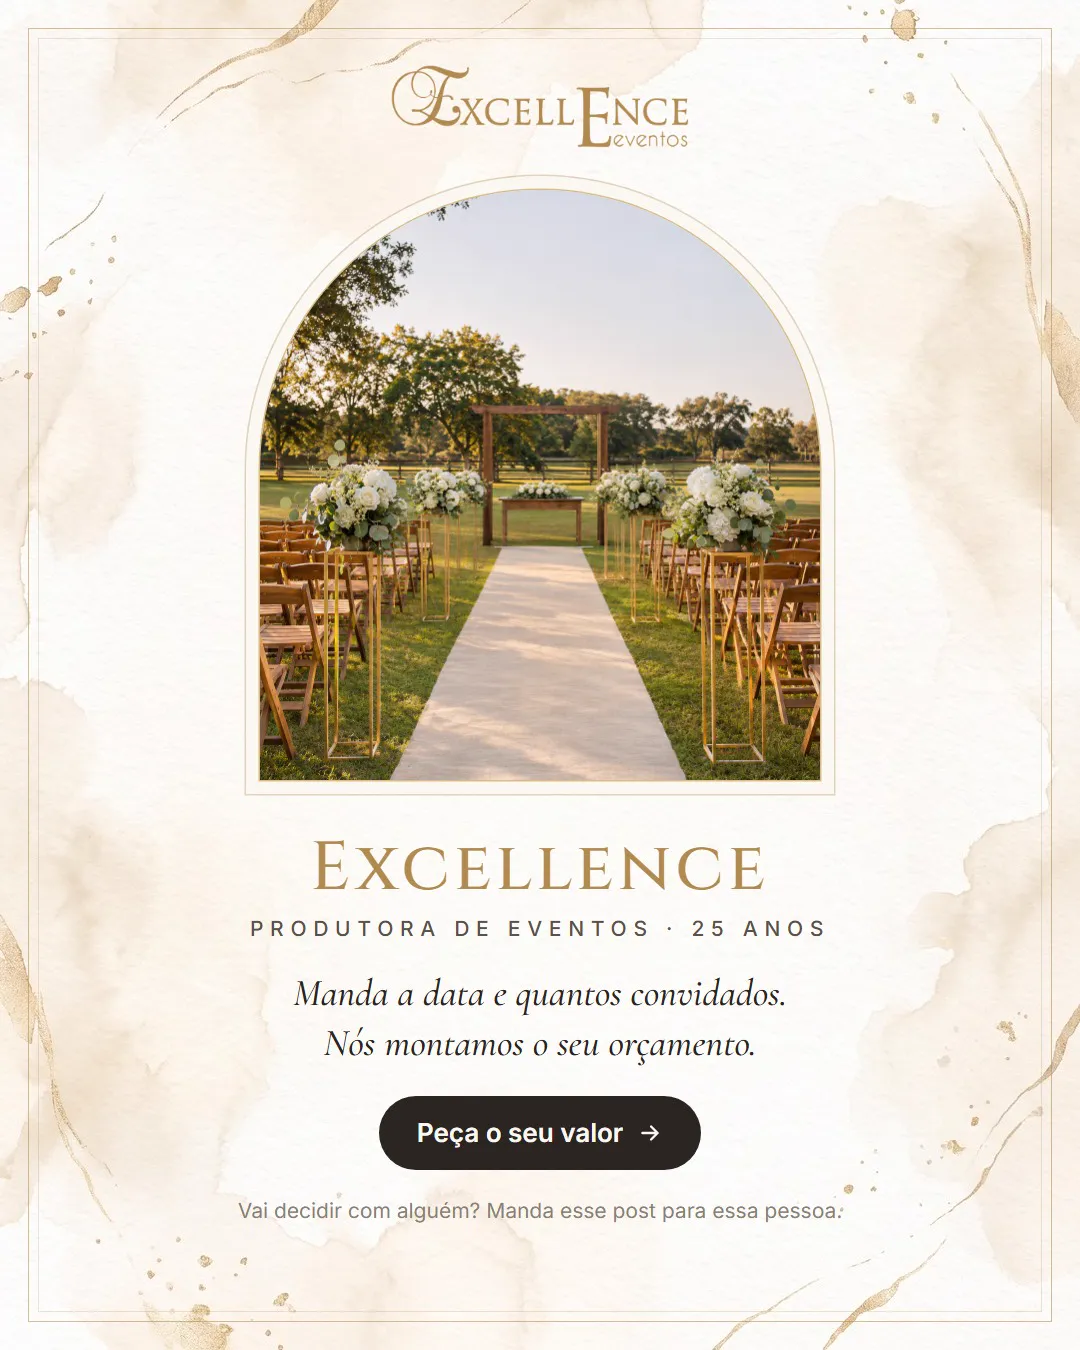 EXCELLENCE
eventos
EXCELLENCE
PRODUTORA DE EVENTOS · 25 ANOS
Manda a data e quantos convidados.
Nós montamos o seu orçamento.
Peça o seu valor →
Vai decidir com alguém? Manda esse post para essa pessoa.